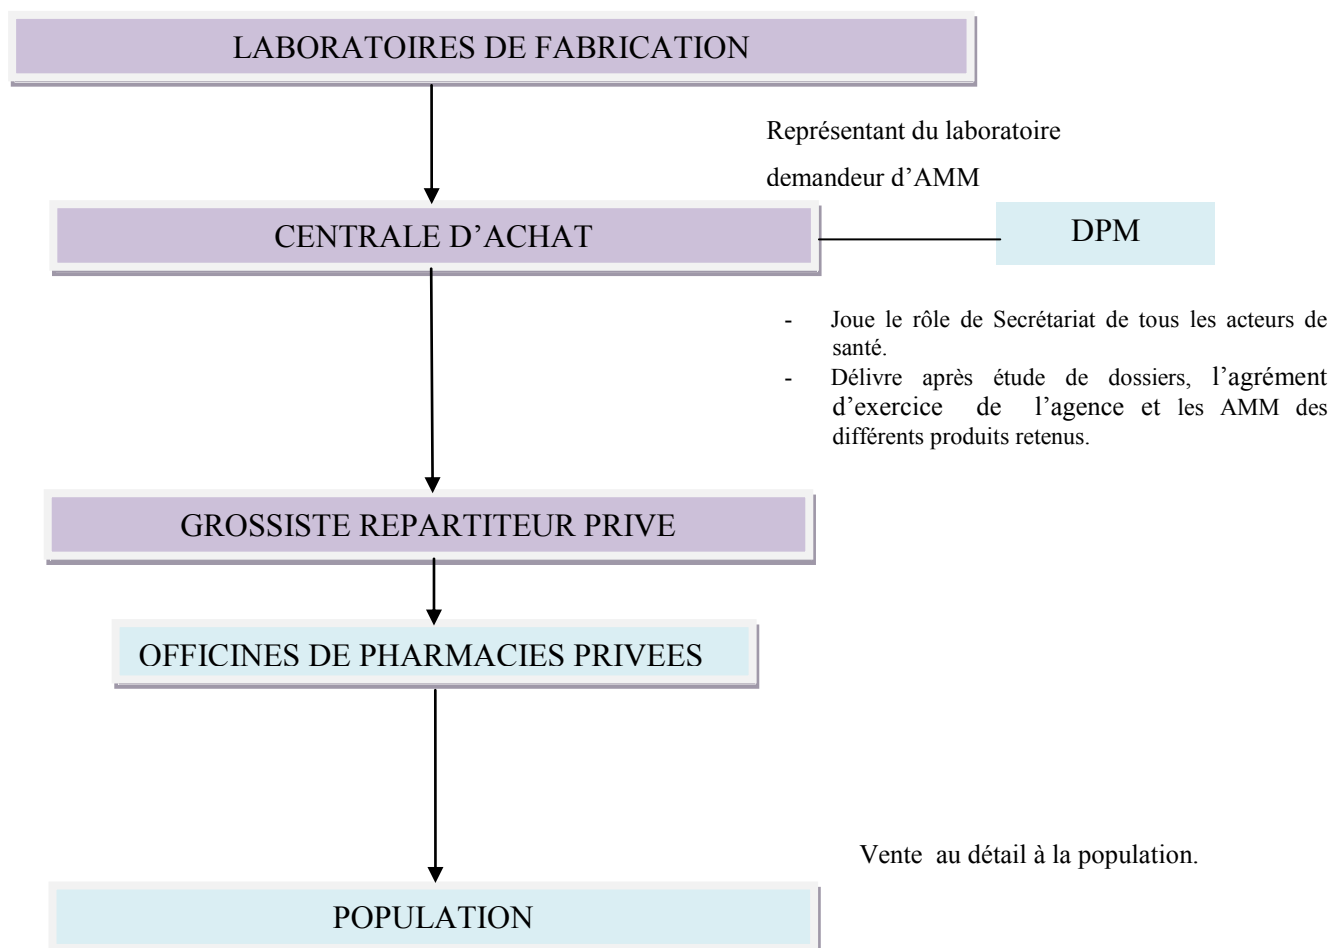 LABORATOIRES DE FABRICATION
Représentant du laboratoire
demandeur d’AMM
CENTRALE D’ACHAT
DPM
- Joue le rôle de Secrétariat de tous les acteurs de
santé.
- Délivre après étude de dossiers, l’agrément
d’exercice de l’agence et les AMM des
différents produits retenus.
GROSSISTE REPARTITEUR PRIVE
OFFICINES DE PHARMACIES PRIVEES
Vente au détail à la population.
POPULATION